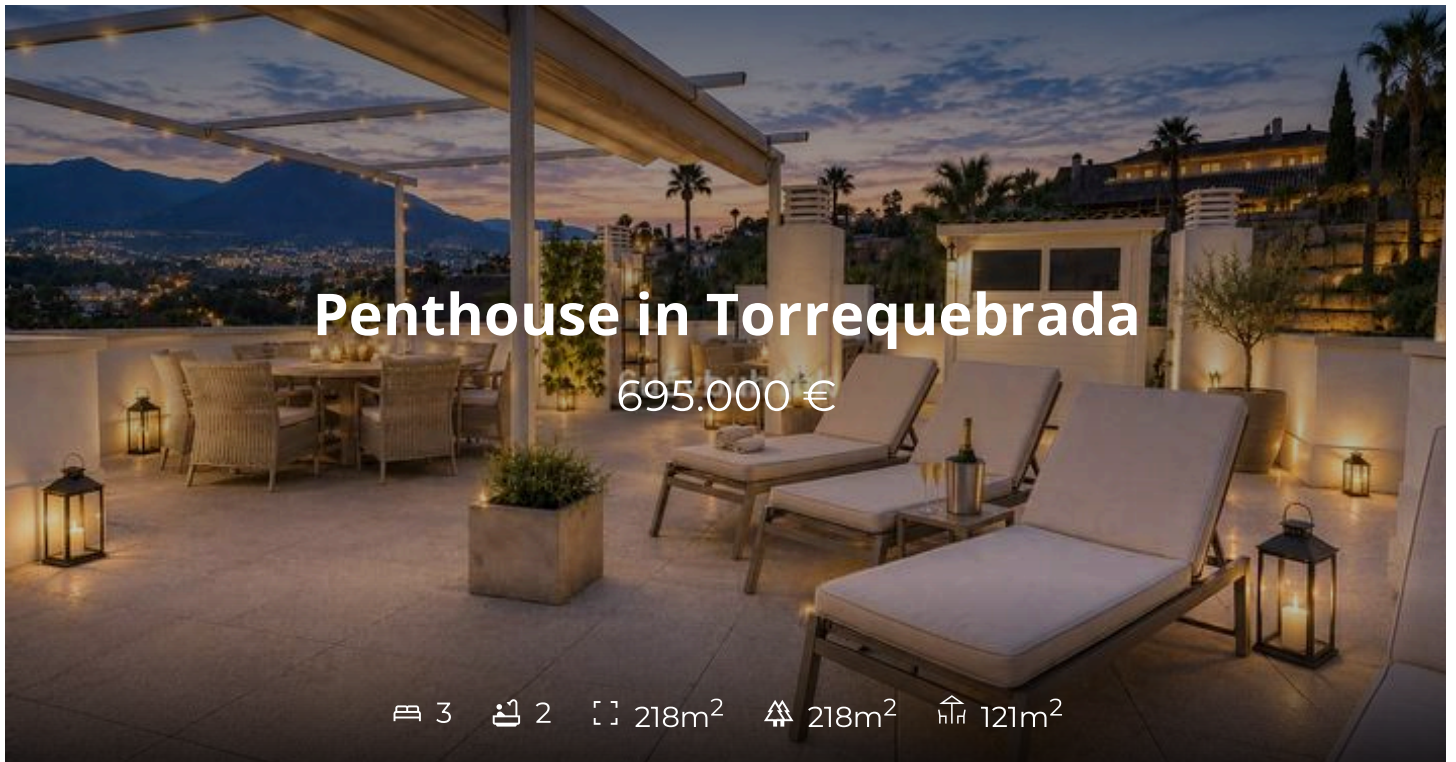 Penthouse in Torrequebrada
695.000 €
3 2 218m² 218m² 121m²